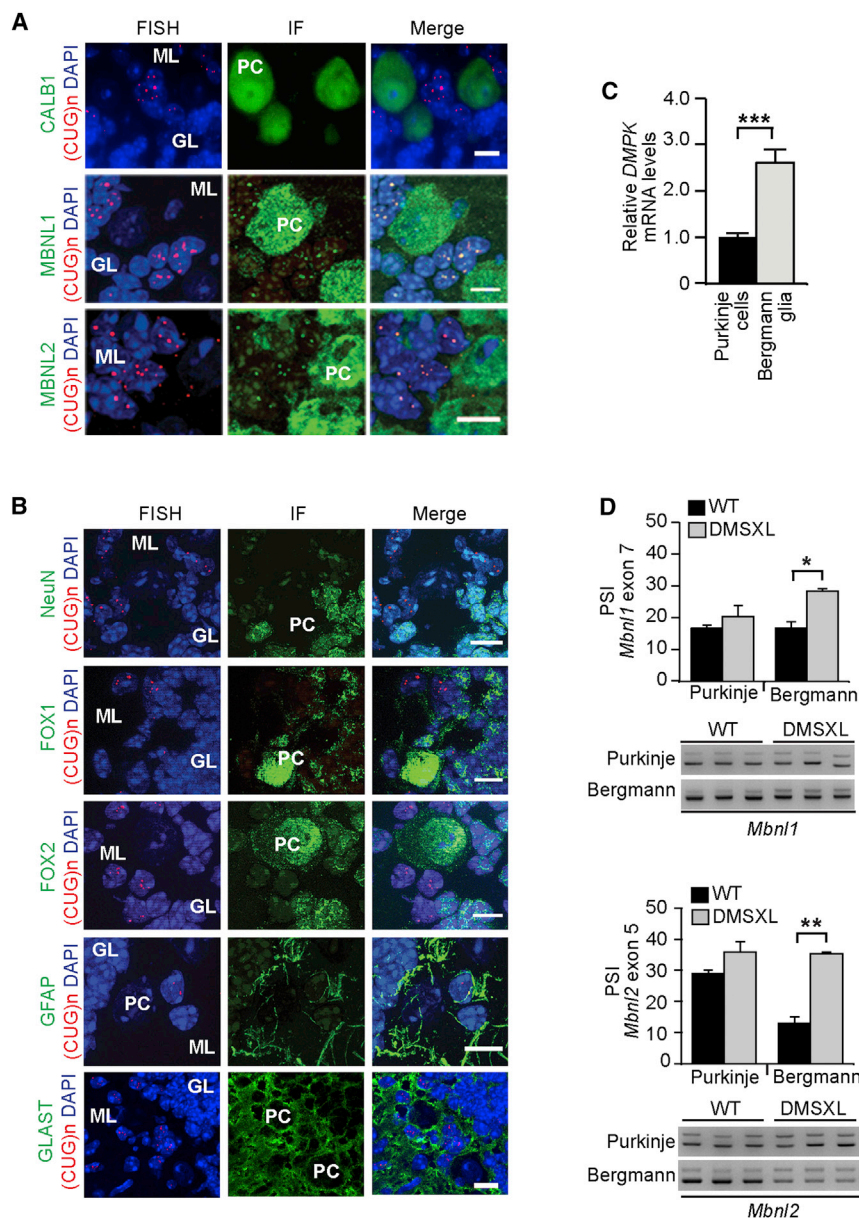 A
FISH IF Merge
CALB1
(CUG)n DAPI
ML
GL
PC
MBNL1
(CUG)n DAPI
ML
GL
PC
MBNL2
(CUG)n DAPI
ML
PC
B
FISH IF Merge
NeuN
(CUG)n DAPI
ML
GL
PC
FOX1
(CUG)n DAPI
ML
GL
PC
FOX2
(CUG)n DAPI
ML
GL
PC
GFAP
(CUG)n DAPI
GL
PC
ML
GLAST
(CUG)n DAPI
GL
ML
PC
PC
C
Relative DMPK
mRNA levels
4.0
3.0
2.0
1.0
0
***
Purkinje
cells
Bergmann
glia
D
WT
DMSXL
PSI
Mbnl1 exon 7
50
40
30
20
10
0
*
Purkinje Bergmann
WT DMSXL
Purkinje
Bergmann
Mbnl1
WT
DMSXL
PSI
Mbnl2 exon 5
50
40
30
20
10
0
**
Purkinje Bergmann
WT DMSXL
Purkinje
Bergmann
Mbnl2